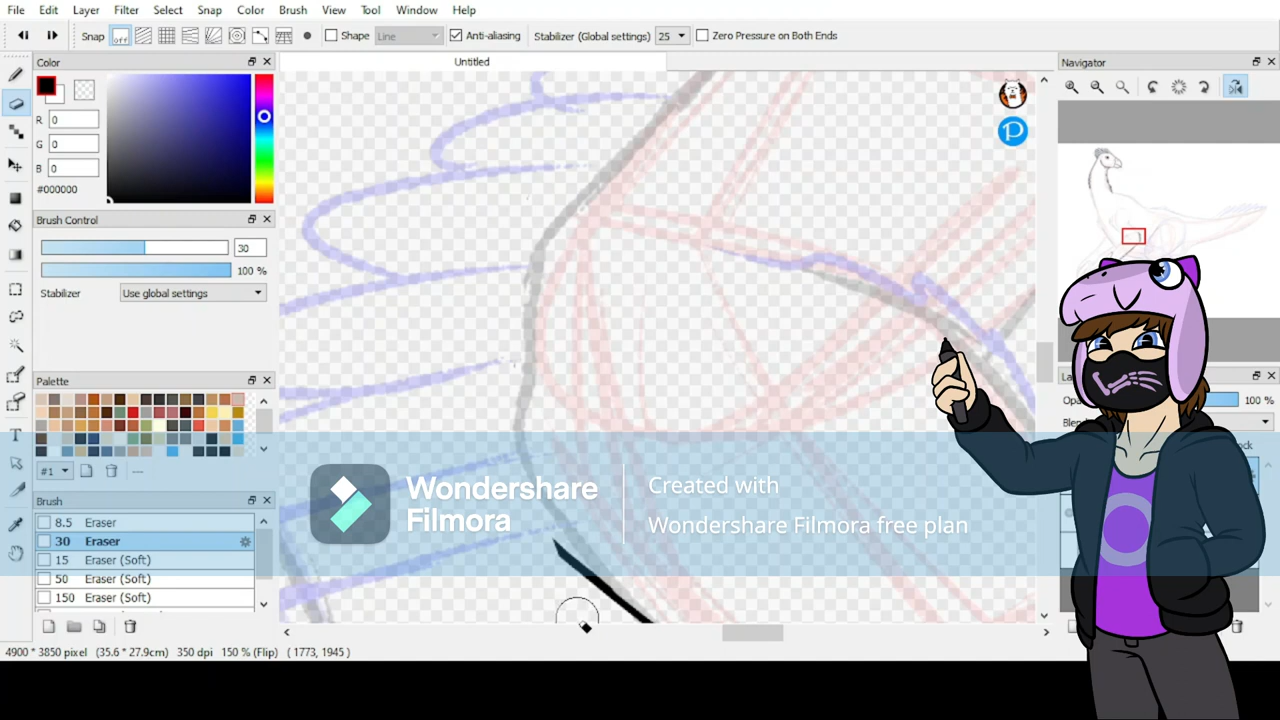 File Edit Layer Filter Select Snap Color Brush View Tool Window Help
Snap off Shape Line Anti-aliasing Stabilizer (Global settings) 25 Zero Pressure on Both Ends
Color
Untitled
Navigator
R 0
G 0
B 0
#000000
Brush Control
30
100 %
Stabilizer Use global settings
Palette
100 %
#1
Brush
8.5 Eraser
30 Eraser
15 Eraser (Soft)
50 Eraser (Soft)
150 Eraser (Soft)
Wondershare
Filmora
Created with
Wondershare Filmora free plan
4900 * 3850 pixel (35.6 * 27.9cm) 350 dpi 150 % (Flip) ( 1773, 1945 )